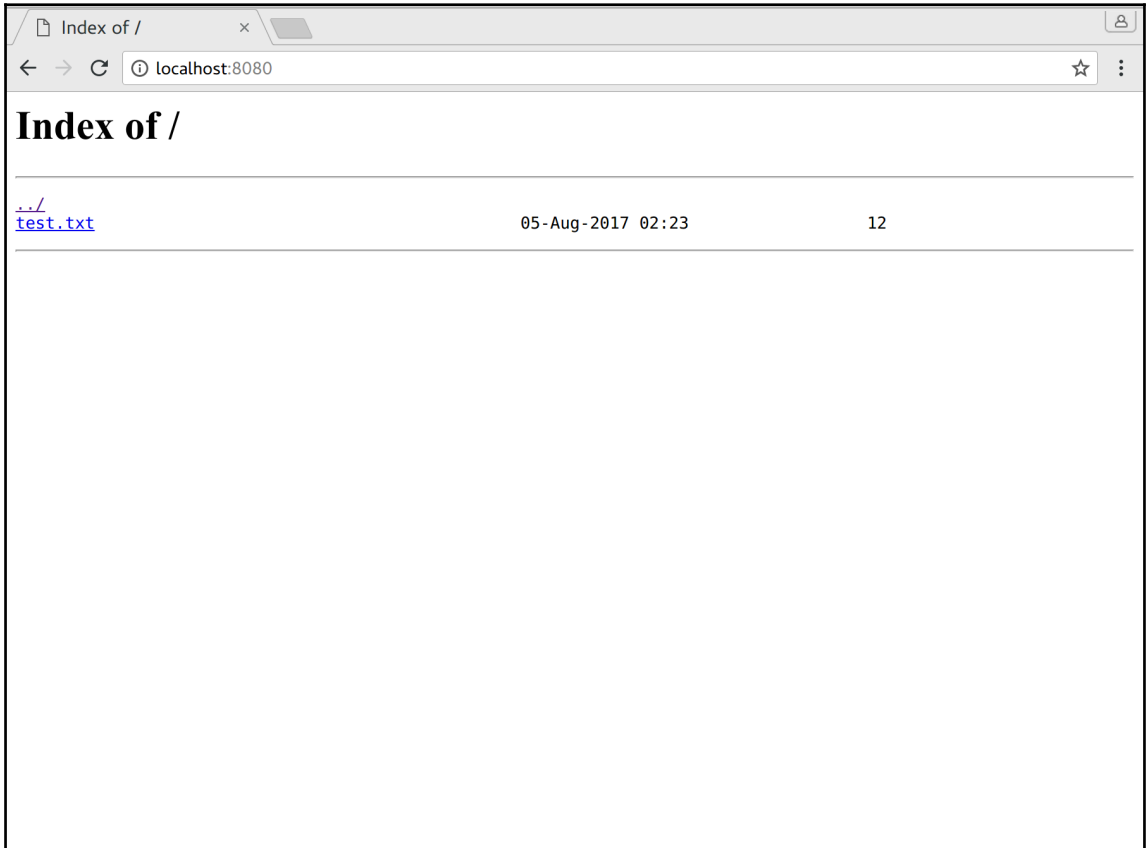 Index of /
localhost:8080
Index of /
../
test.txt 05-Aug-2017 02:23 12